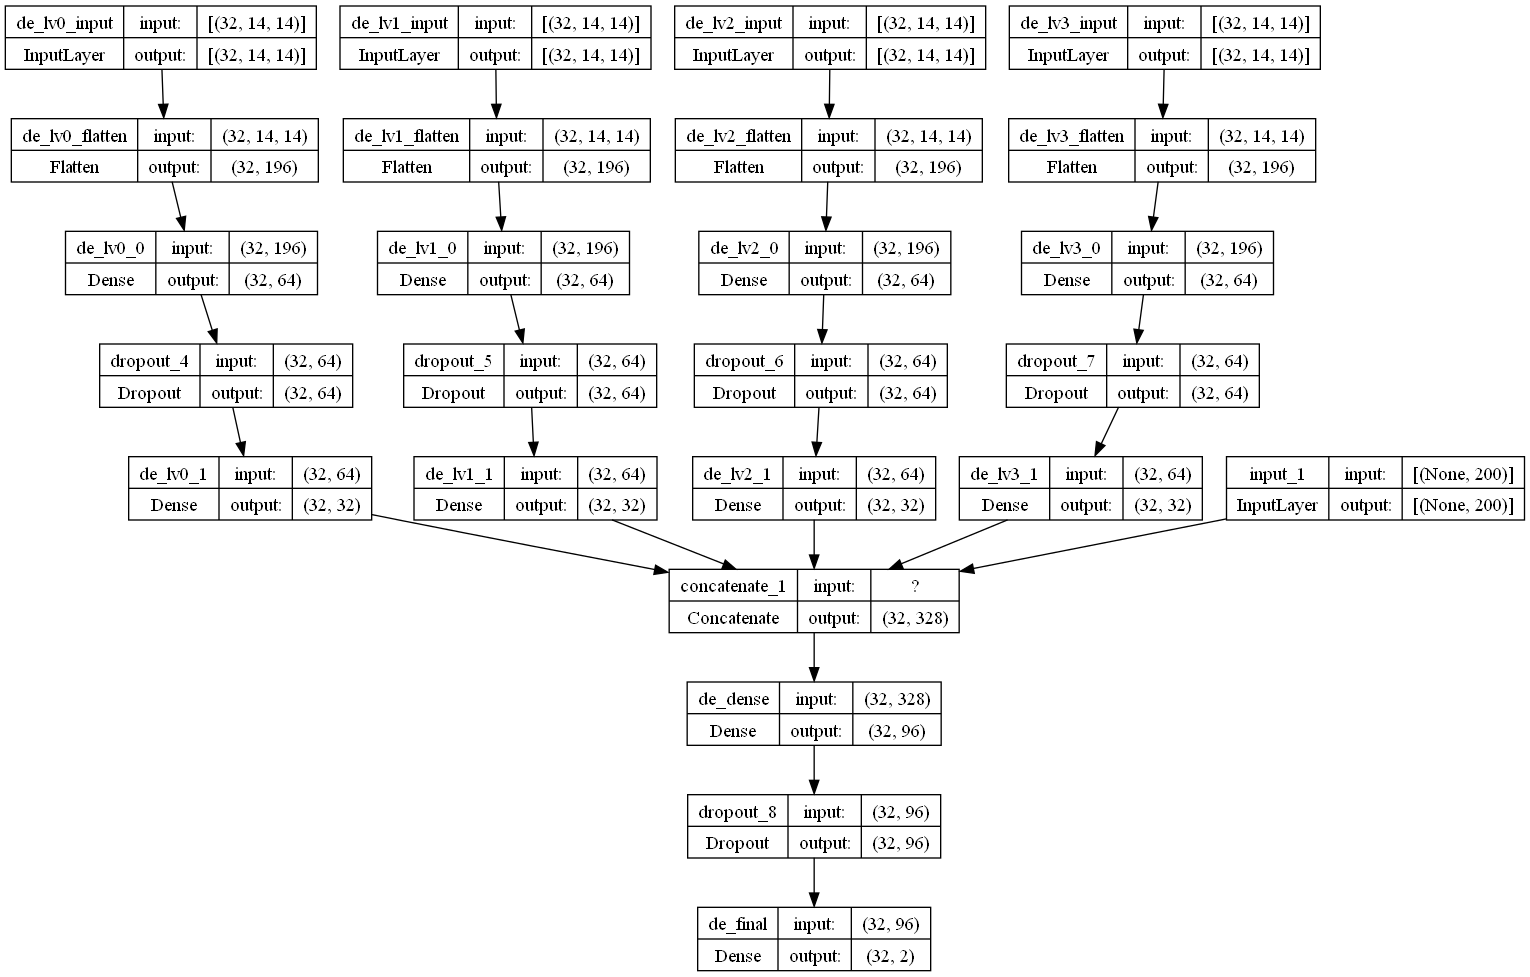 de_lv0_input input: [(32, 14, 14)]
InputLayer output: [(32, 14, 14)]
de_lv1_input input: [(32, 14, 14)]
InputLayer output: [(32, 14, 14)]
de_lv2_input input: [(32, 14, 14)]
InputLayer output: [(32, 14, 14)]
de_lv3_input input: [(32, 14, 14)]
InputLayer output: [(32, 14, 14)]
de_lv0_flatten input: (32, 14, 14)
Flatten output: (32, 196)
de_lv1_flatten input: (32, 14, 14)
Flatten output: (32, 196)
de_lv2_flatten input: (32, 14, 14)
Flatten output: (32, 196)
de_lv3_flatten input: (32, 14, 14)
Flatten output: (32, 196)
de_lv0_0 input: (32, 196)
Dense output: (32, 64)
de_lv1_0 input: (32, 196)
Dense output: (32, 64)
de_lv2_0 input: (32, 196)
Dense output: (32, 64)
de_lv3_0 input: (32, 196)
Dense output: (32, 64)
dropout_4 input: (32, 64)
Dropout output: (32, 64)
dropout_5 input: (32, 64)
Dropout output: (32, 64)
dropout_6 input: (32, 64)
Dropout output: (32, 64)
dropout_7 input: (32, 64)
Dropout output: (32, 64)
de_lv0_1 input: (32, 64)
Dense output: (32, 32)
de_lv1_1 input: (32, 64)
Dense output: (32, 32)
de_lv2_1 input: (32, 64)
Dense output: (32, 32)
de_lv3_1 input: (32, 64)
Dense output: (32, 32)
input_1 input: [(None, 200)]
InputLayer output: [(None, 200)]
concatenate_1 input: ?
Concatenate output: (32, 328)
de_dense input: (32, 328)
Dense output: (32, 96)
dropout_8 input: (32, 96)
Dropout output: (32, 96)
de_final input: (32, 96)
Dense output: (32, 2)